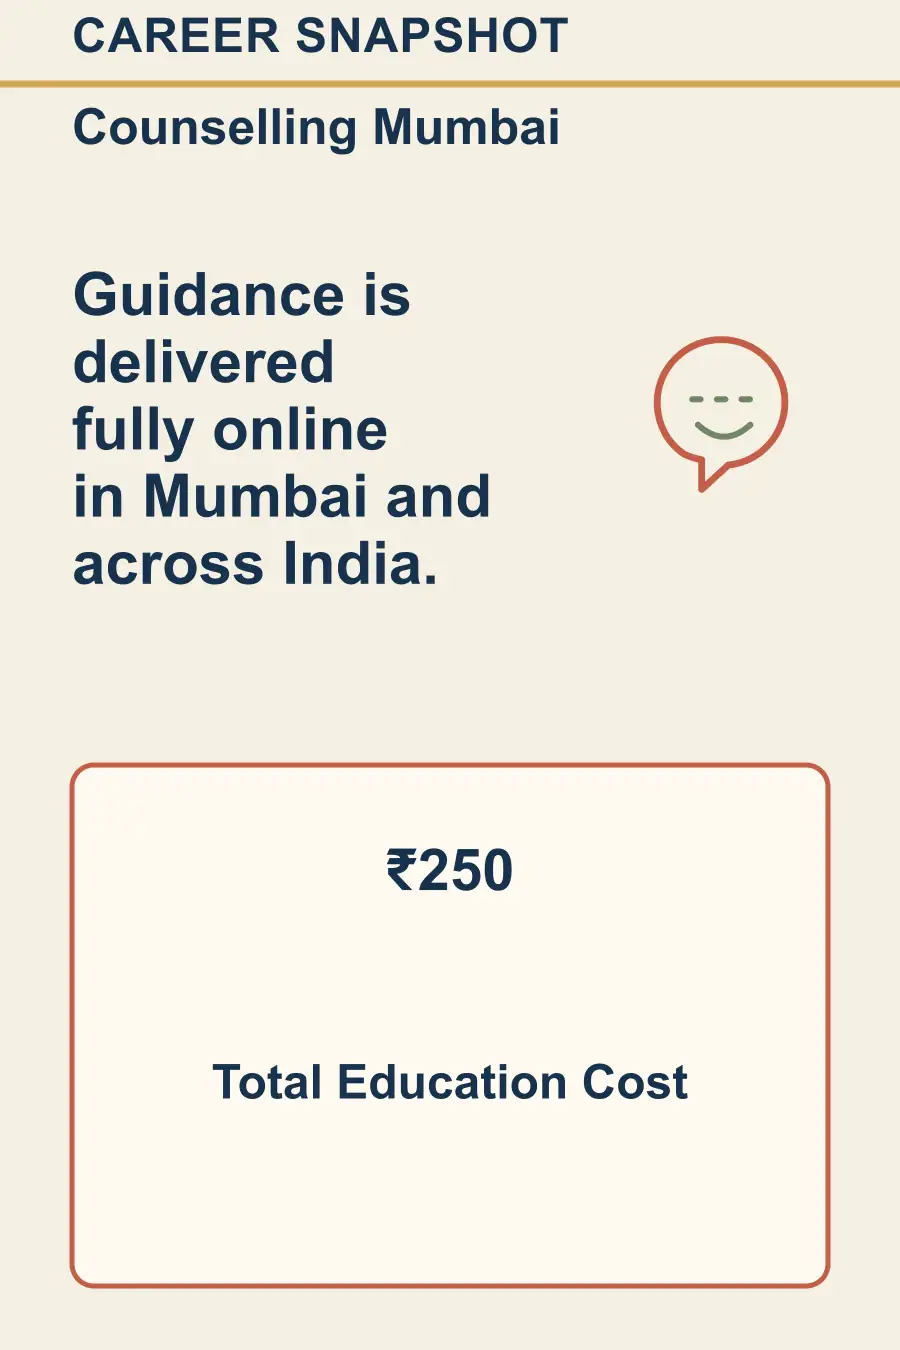 CAREER SNAPSHOT
Counselling Mumbai
Guidance is
delivered
fully online
in Mumbai and
across India.
₹250
Total Education Cost